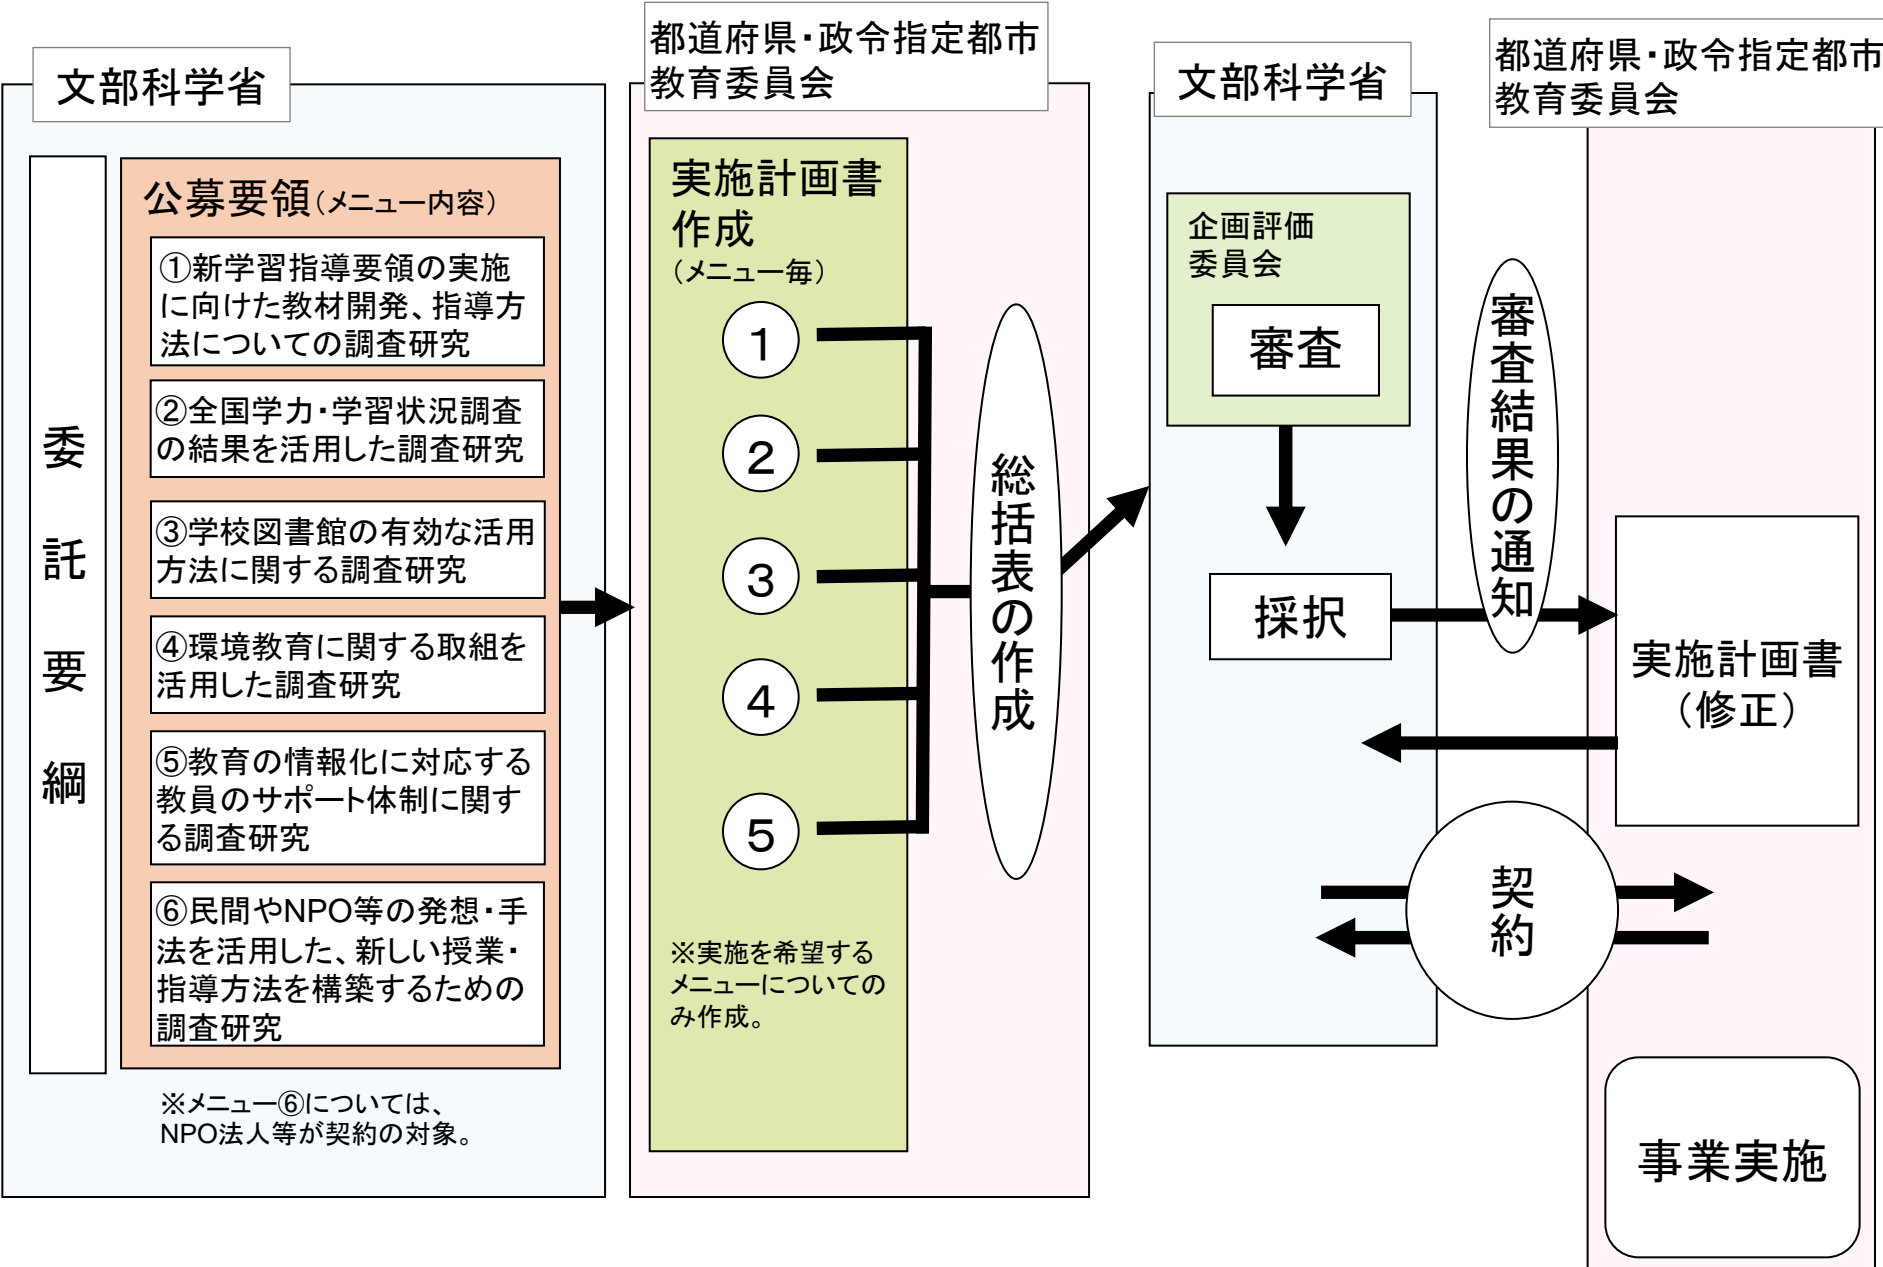 文部科学省
委託要綱
公募要領（メニュー内容）
①新学習指導要領の実施
に向けた教材開発、指導方
法についての調査研究
②全国学力・学習状況調査
の結果を活用した調査研究
③学校図書館の有効な活用
方法に関する調査研究
④環境教育に関する取組を
活用した調査研究
⑤教育の情報化に対応する
教員のサポート体制に関す
る調査研究
⑥民間やNPO等の発想・手
法を活用した、新しい授業・
指導方法を構築するための
調査研究
※メニュー⑥については、
NPO法人等が契約の対象。
都道府県・政令指定都市
教育委員会
実施計画書
作成
（メニュー毎）
１
２
３
４
５
※実施を希望する
メニューについての
み作成。
総括表の作成
文部科学省
企画評価
委員会
審査
採択
審査結果の通知
契約
都道府県・政令指定都市
教育委員会
実施計画書
（修正）
事業実施